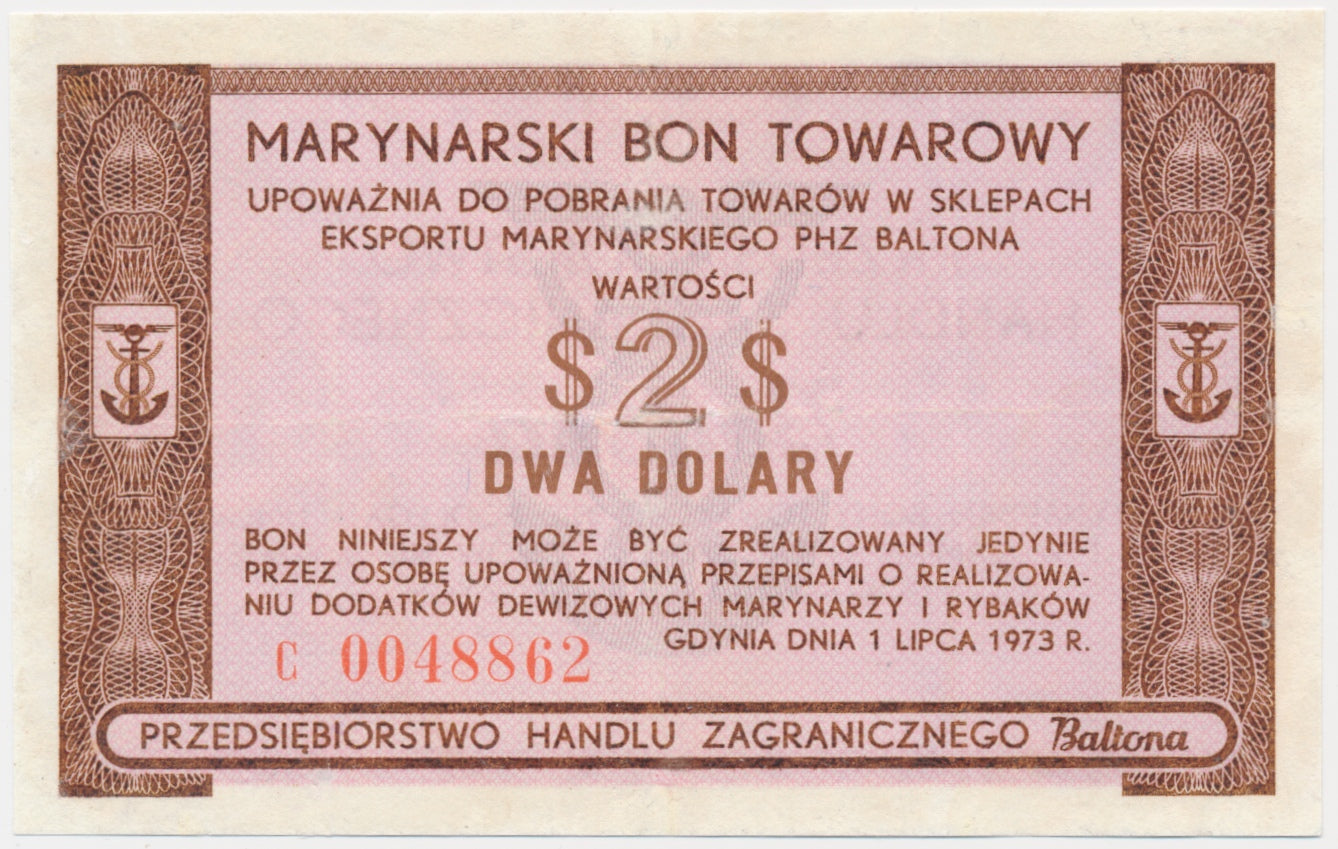 MARYNARSKI BON TOWAROWY
UPOWAŻNIA DO POBRANIA TOWARÓW W SKLEPACH
EKSPORTU MARYNARSKIEGO PHZ BALTONA
WARTOŚCI
$ 2 $
DWA DOLARY
BON NINIEJSZY MOŻE BYĆ ZREALIZOWANY JEDYNIE
PRZEZ OSOBĘ UPOWAŻNIONĄ PRZEPISAMI O REALIZOWA-
NIU DODATKÓW DEWIZOWYCH MARYNARZY I RYBAKÓW
GDYNIA DNIA 1 LIPCA 1973 R.
C 0048862
PRZEDSIĘBIORSTWO HANDLU ZAGRANICZNEGO Baltona